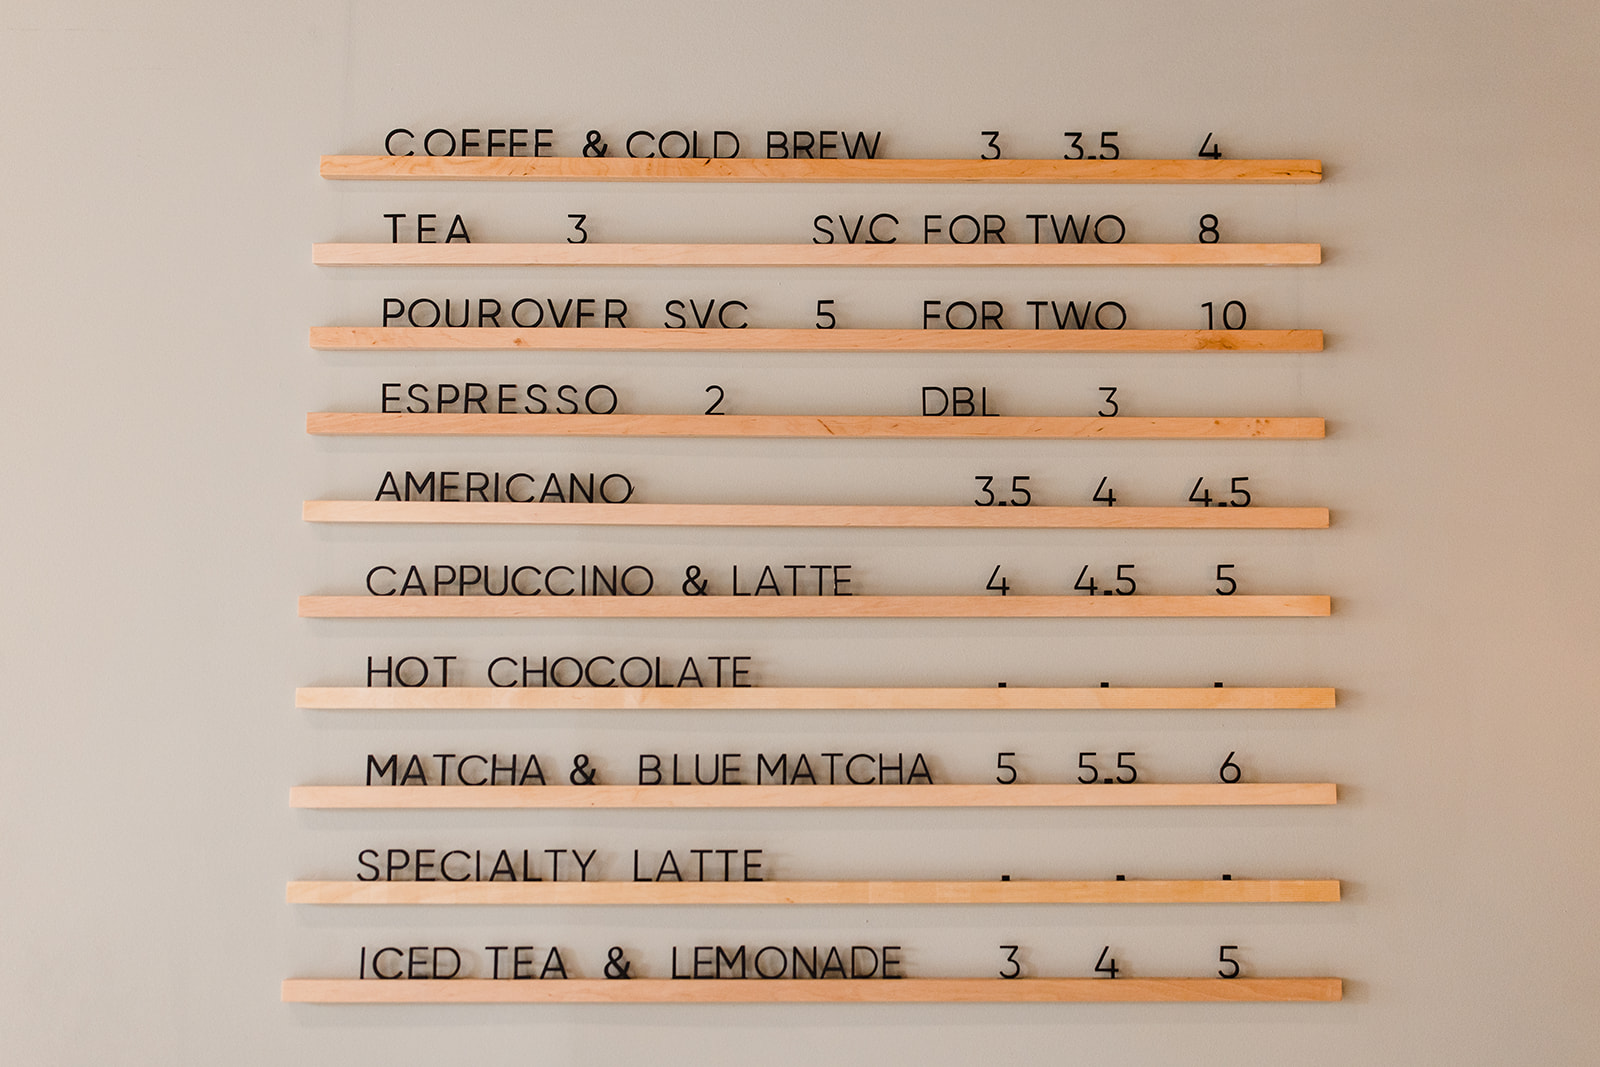 COFFEE & COLD BREW 3 3.5 4
TEA 3 SVC FOR TWO 8
POUROVER SVC 5 FOR TWO 10
ESPRESSO 2 DBL 3
AMERICANO 3.5 4 4.5
CAPPUCCINO & LATTE 4 4.5 5
HOT CHOCOLATE . . .
MATCHA & BLUE MATCHA 5 5.5 6
SPECIALTY LATTE . . .
ICED TEA & LEMONADE 3 4 5